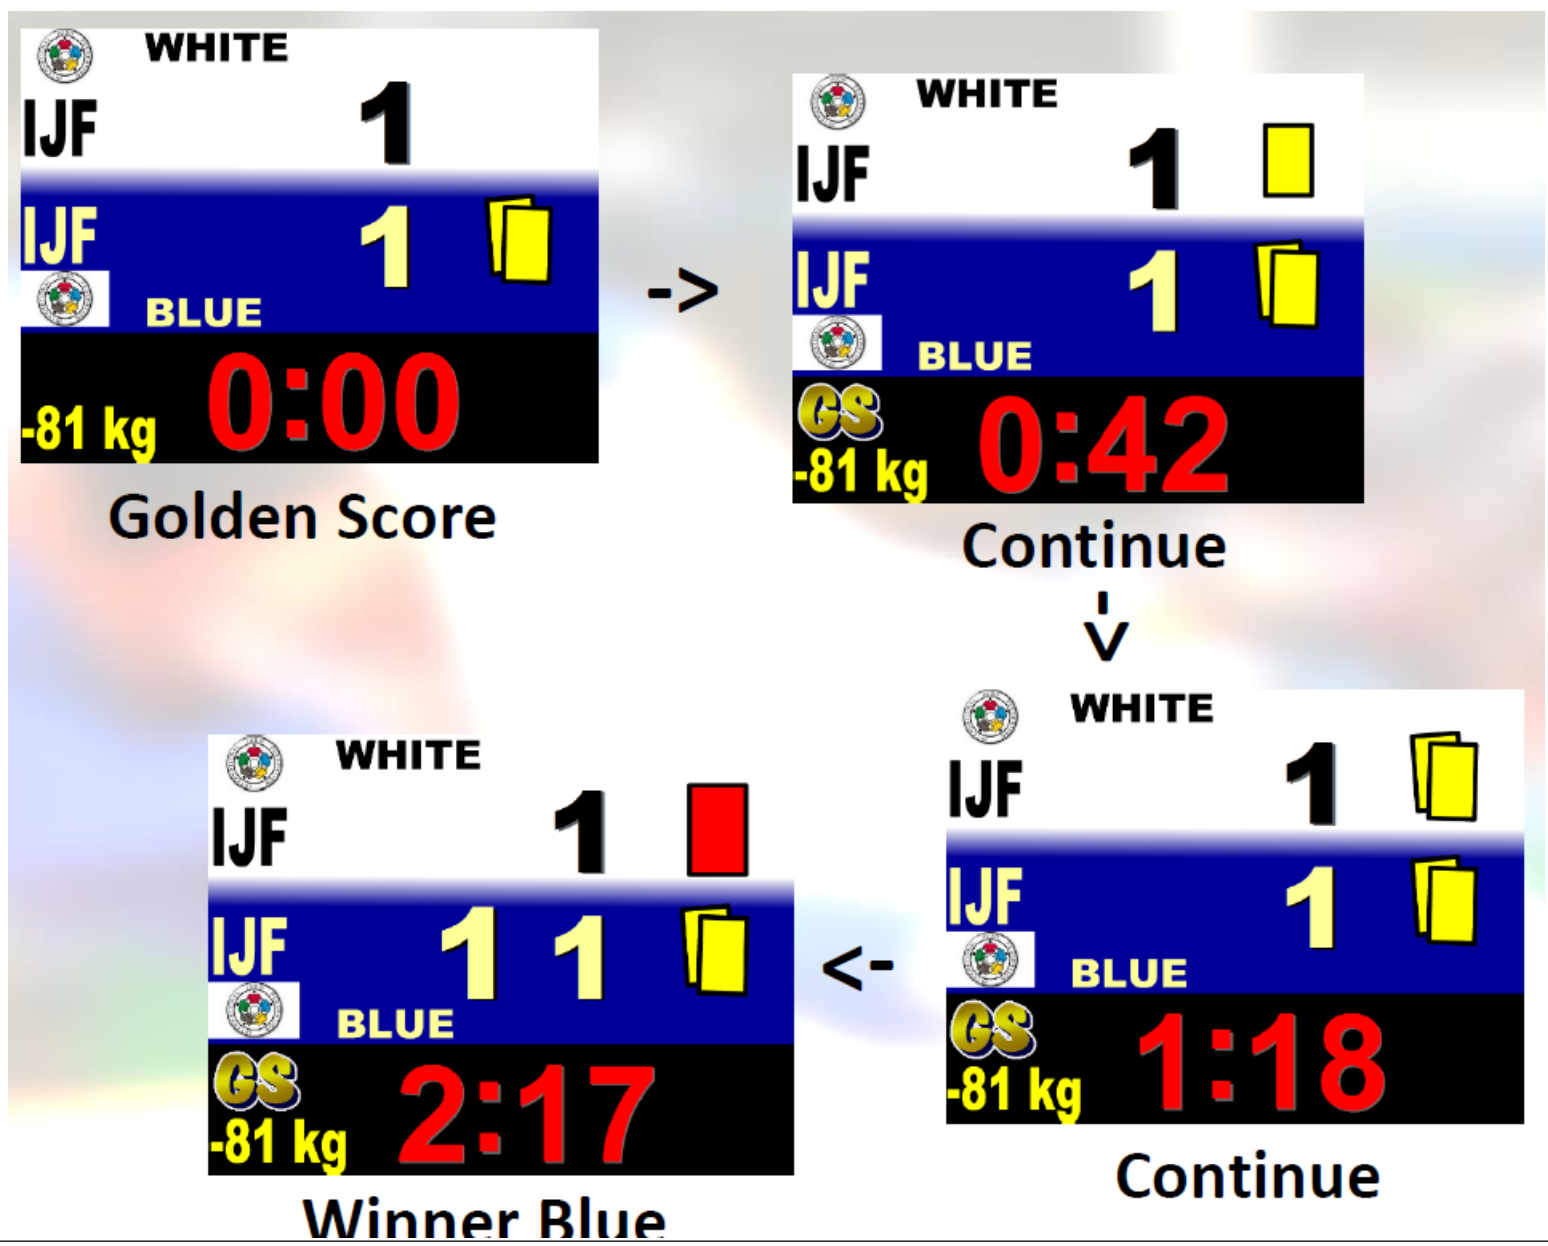 WHITE
IJF 1
IJF 1
BLUE
-81 kg 0:00
Golden Score
->
WHITE
IJF 1
IJF 1
BLUE
GS
-81 kg 0:42
Continue
->
WHITE
IJF 1
IJF 1
BLUE
GS
-81 kg 1:18
Continue
<-
WHITE
IJF 1
IJF 1 1
BLUE
GS
-81 kg 2:17
Winner Blue